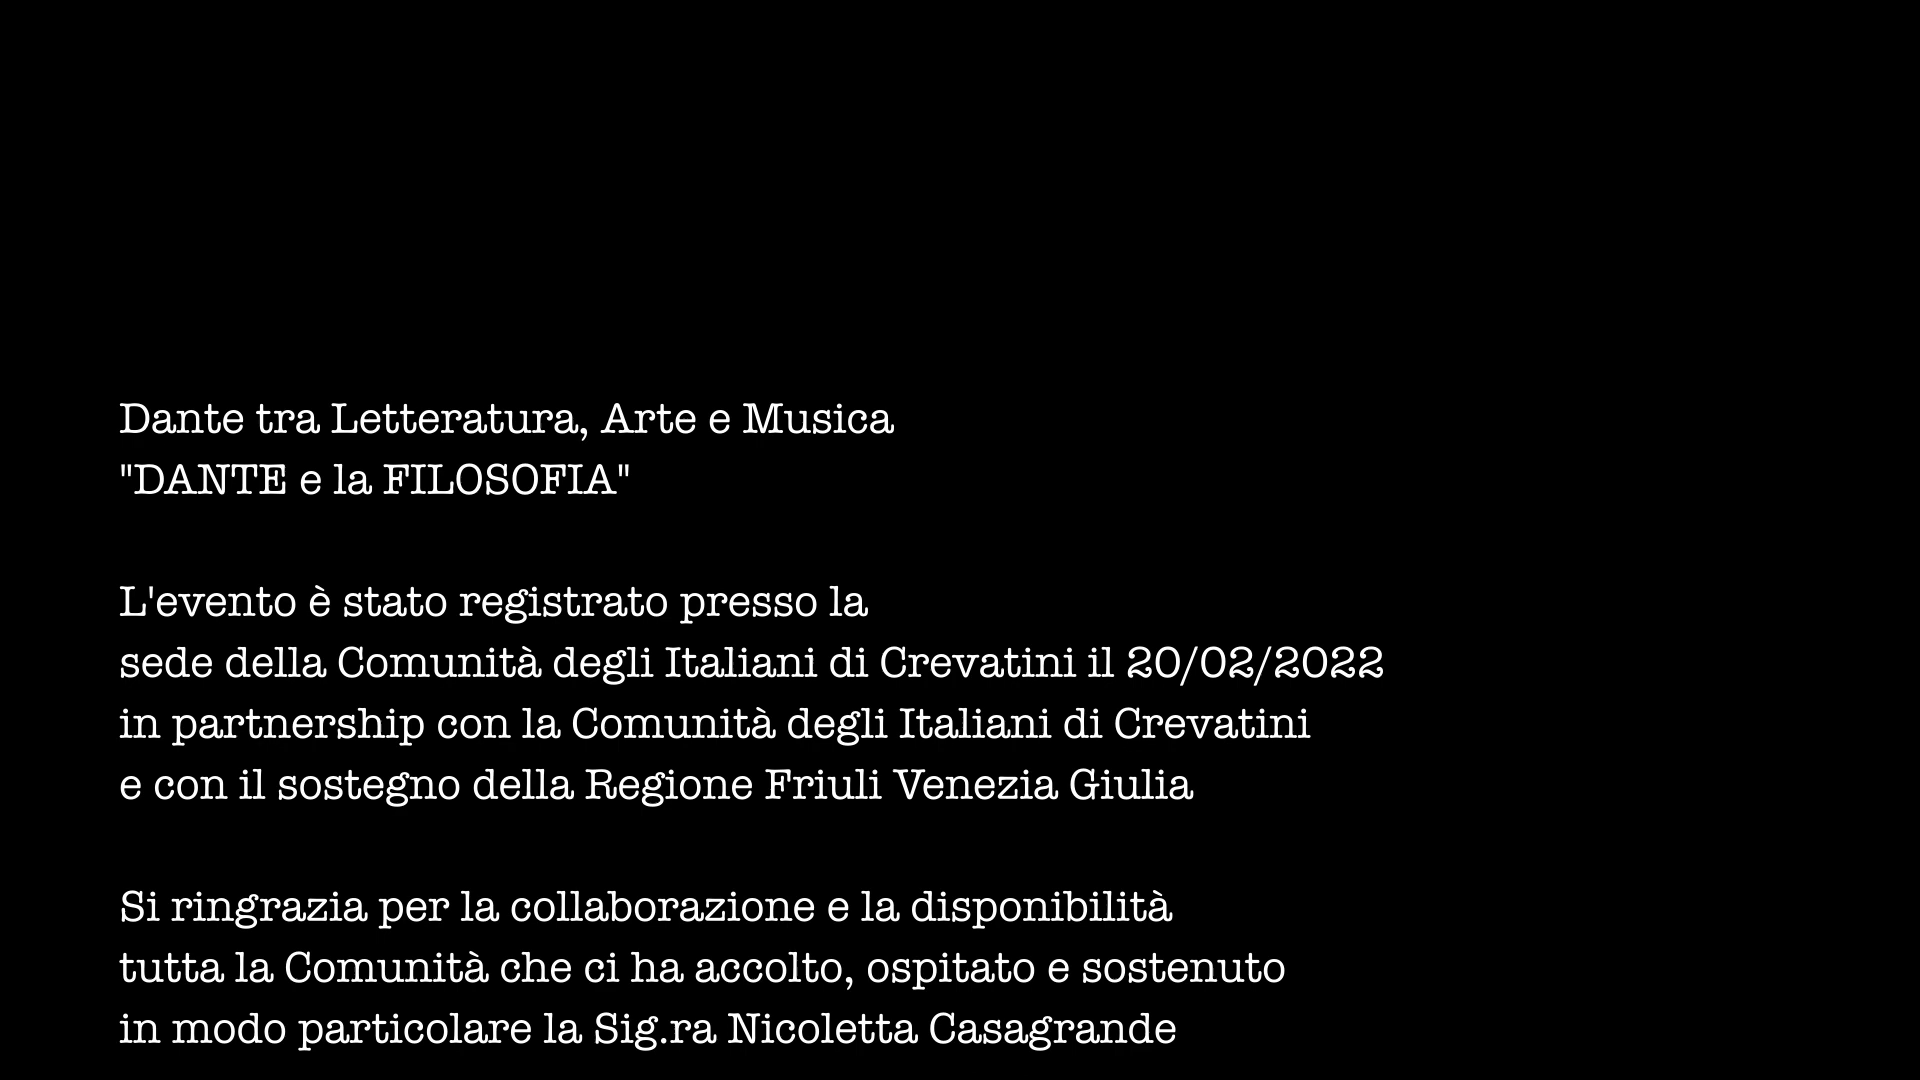 Dante tra Letteratura, Arte e Musica
"DANTE e la FILOSOFIA"
L'evento è stato registrato presso la
sede della Comunità degli Italiani di Crevatini il 20/02/2022
in partnership con la Comunità degli Italiani di Crevatini
e con il sostegno della Regione Friuli Venezia Giulia
Si ringrazia per la collaborazione e la disponibilità
tutta la Comunità che ci ha accolto, ospitato e sostenuto
in modo particolare la Sig.ra Nicoletta Casagrande